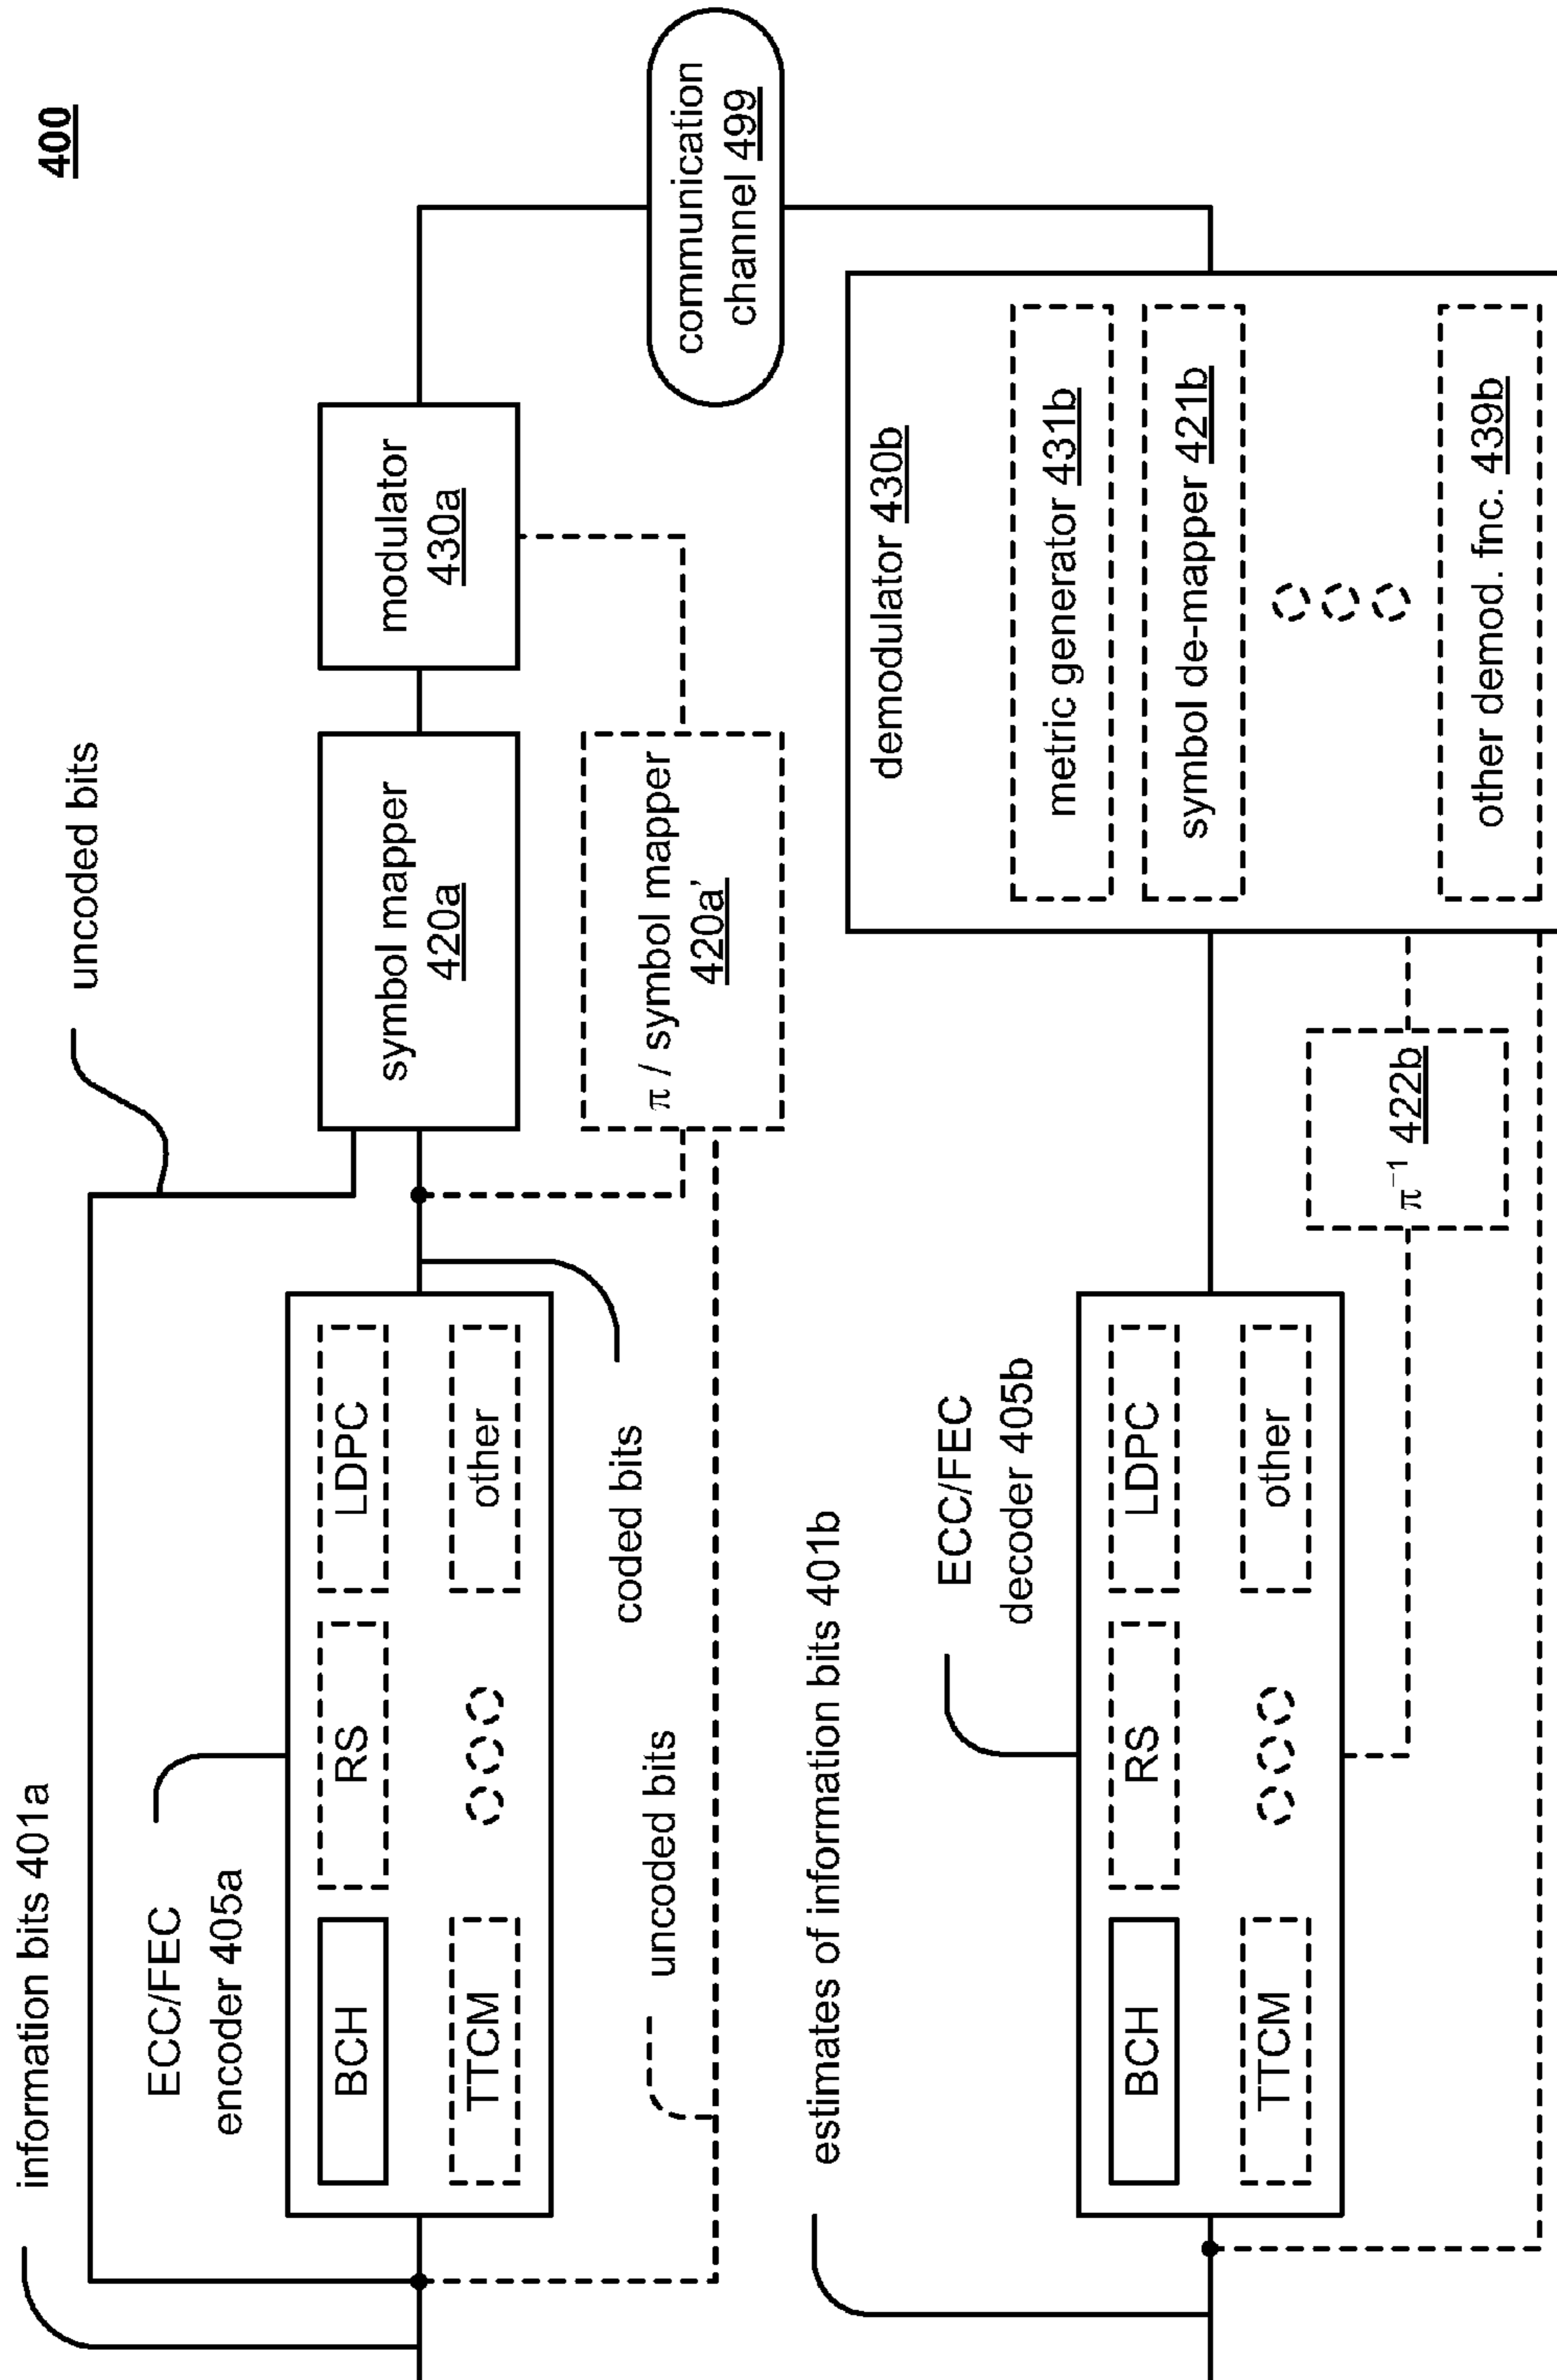 400
information bits 401a
uncoded bits
ECC/FEC
encoder 405a
BCH
RS
LDPC
TTCM
other
coded bits
uncoded bits
symbol mapper
420a
modulator
430a
π / symbol mapper
420a’
communication
channel 499
estimates of information bits 401b
ECC/FEC
decoder 405b
BCH
RS
LDPC
TTCM
other
π⁻¹ 422b
demodulator 430b
metric generator 431b
symbol de-mapper 421b
other demod. fnc. 439b